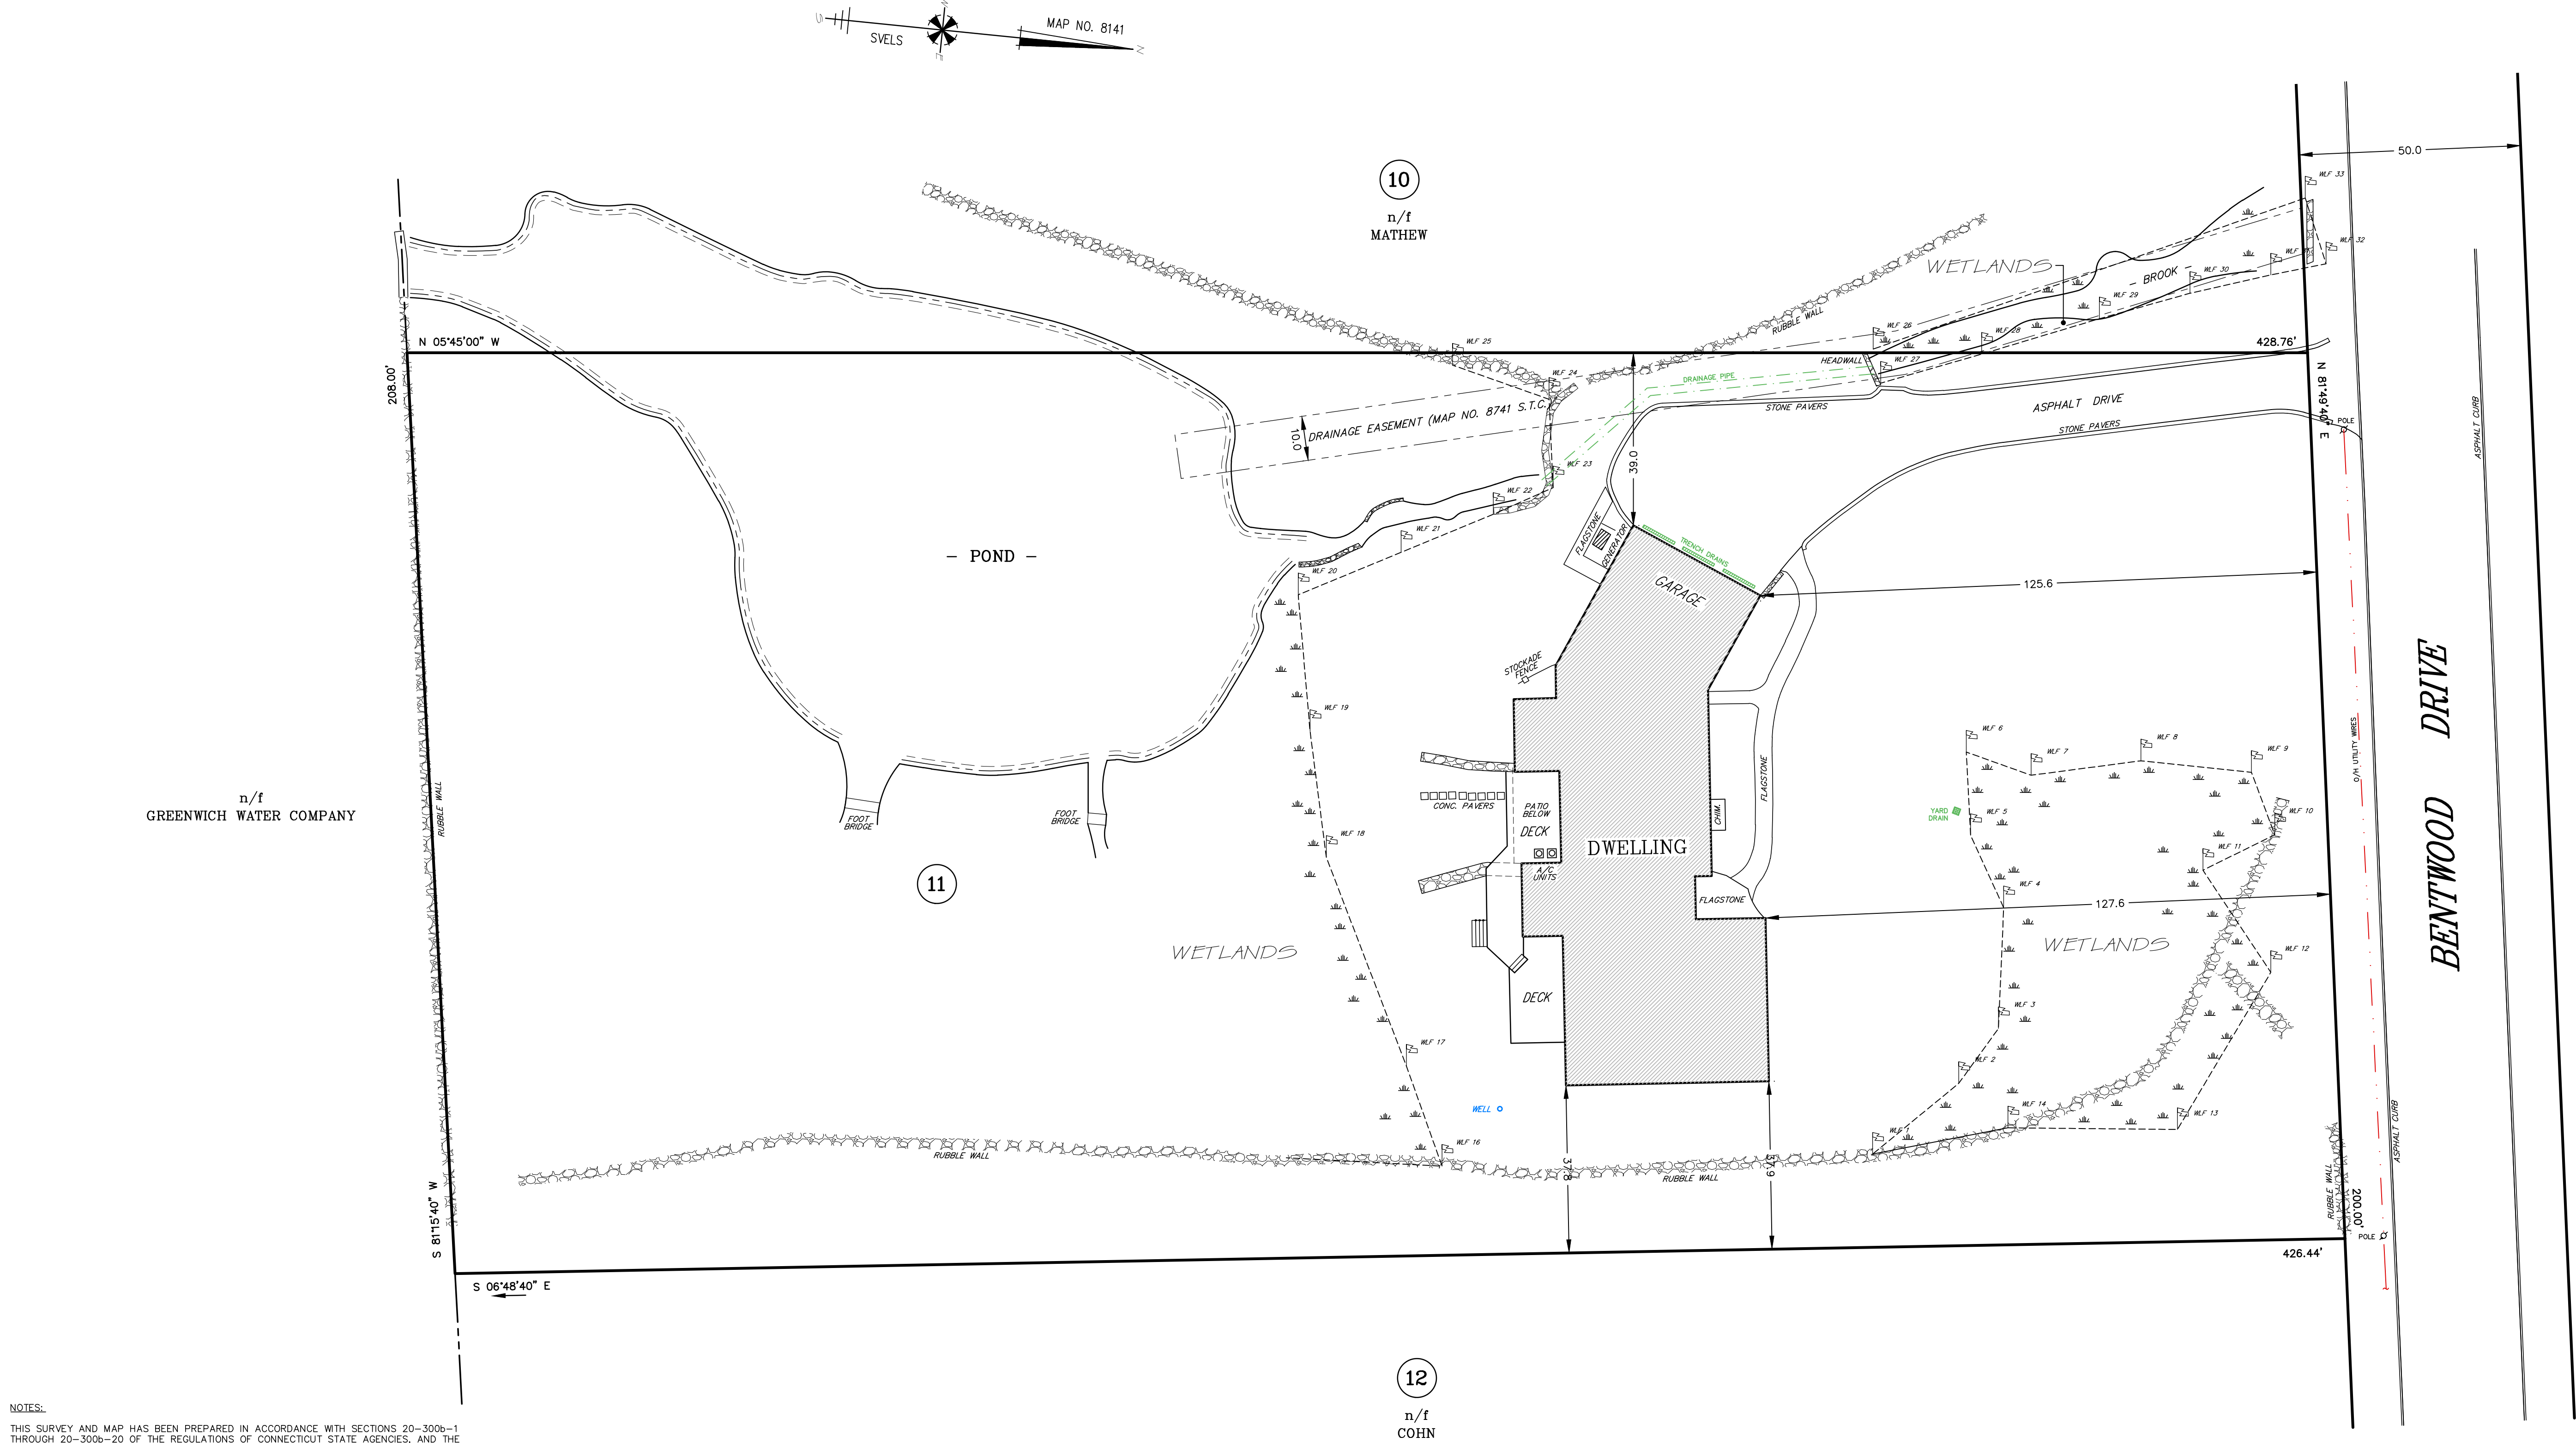 S
SVELS
MAP NO. 8141
N
10
n/f
MATHEW
50.0
WLF 33
WLF 32
WETLANDS
- BROOK -
WLF 30
WLF 29
WLF 28
WLF 26
WLF 27
WLF 25
WLF 24
RUBBLE WALL
HEADWALL
N 05°45'00" W
428.76'
208.00'
DRAINAGE PIPE
STONE PAVERS
ASPHALT DRIVE
STONE PAVERS
N 81°49'40" E
POLE
ASPHALT CURB
DRAINAGE EASEMENT (MAP NO. 8741 S.T.C.)
10.0
39.0
WLF 23
WLF 22
WLF 21
WLF 20
FLAGSTONE
GENERATOR
TRENCH DRAINS
GARAGE
125.6
- POND -
STOCKADE
FENCE
WLF 19
WLF 18
WLF 17
WLF 16
WLF 6
WLF 7
WLF 8
WLF 9
WLF 10
WLF 11
WLF 12
WLF 13
WLF 14
WLF 5
WLF 4
WLF 3
WLF 2
WLF 1
O/H UTILITY WIRES
BENTWOOD DRIVE
n/f
GREENWICH WATER COMPANY
RUBBLE WALL
FOOT
BRIDGE
FOOT
BRIDGE
CONC. PAVERS
PATIO
BELOW
DECK
A/C
UNITS
DWELLING
CHIM.
FLAGSTONE
FLAGSTONE
YARD
DRAIN
11
127.6
WETLANDS
WETLANDS
DECK
WELL
RUBBLE WALL
RUBBLE WALL
37.8
37.9
RUBBLE WALL
200.00'
ASPHALT CURB
POLE
S 81°15'40" W
S 06°48'40" E
426.44'
12
n/f
COHN
NOTES:
THIS SURVEY AND MAP HAS BEEN PREPARED IN ACCORDANCE WITH SECTIONS 20-300b-1
THROUGH 20-300b-20 OF THE REGULATIONS OF CONNECTICUT STATE AGENCIES, AND THE